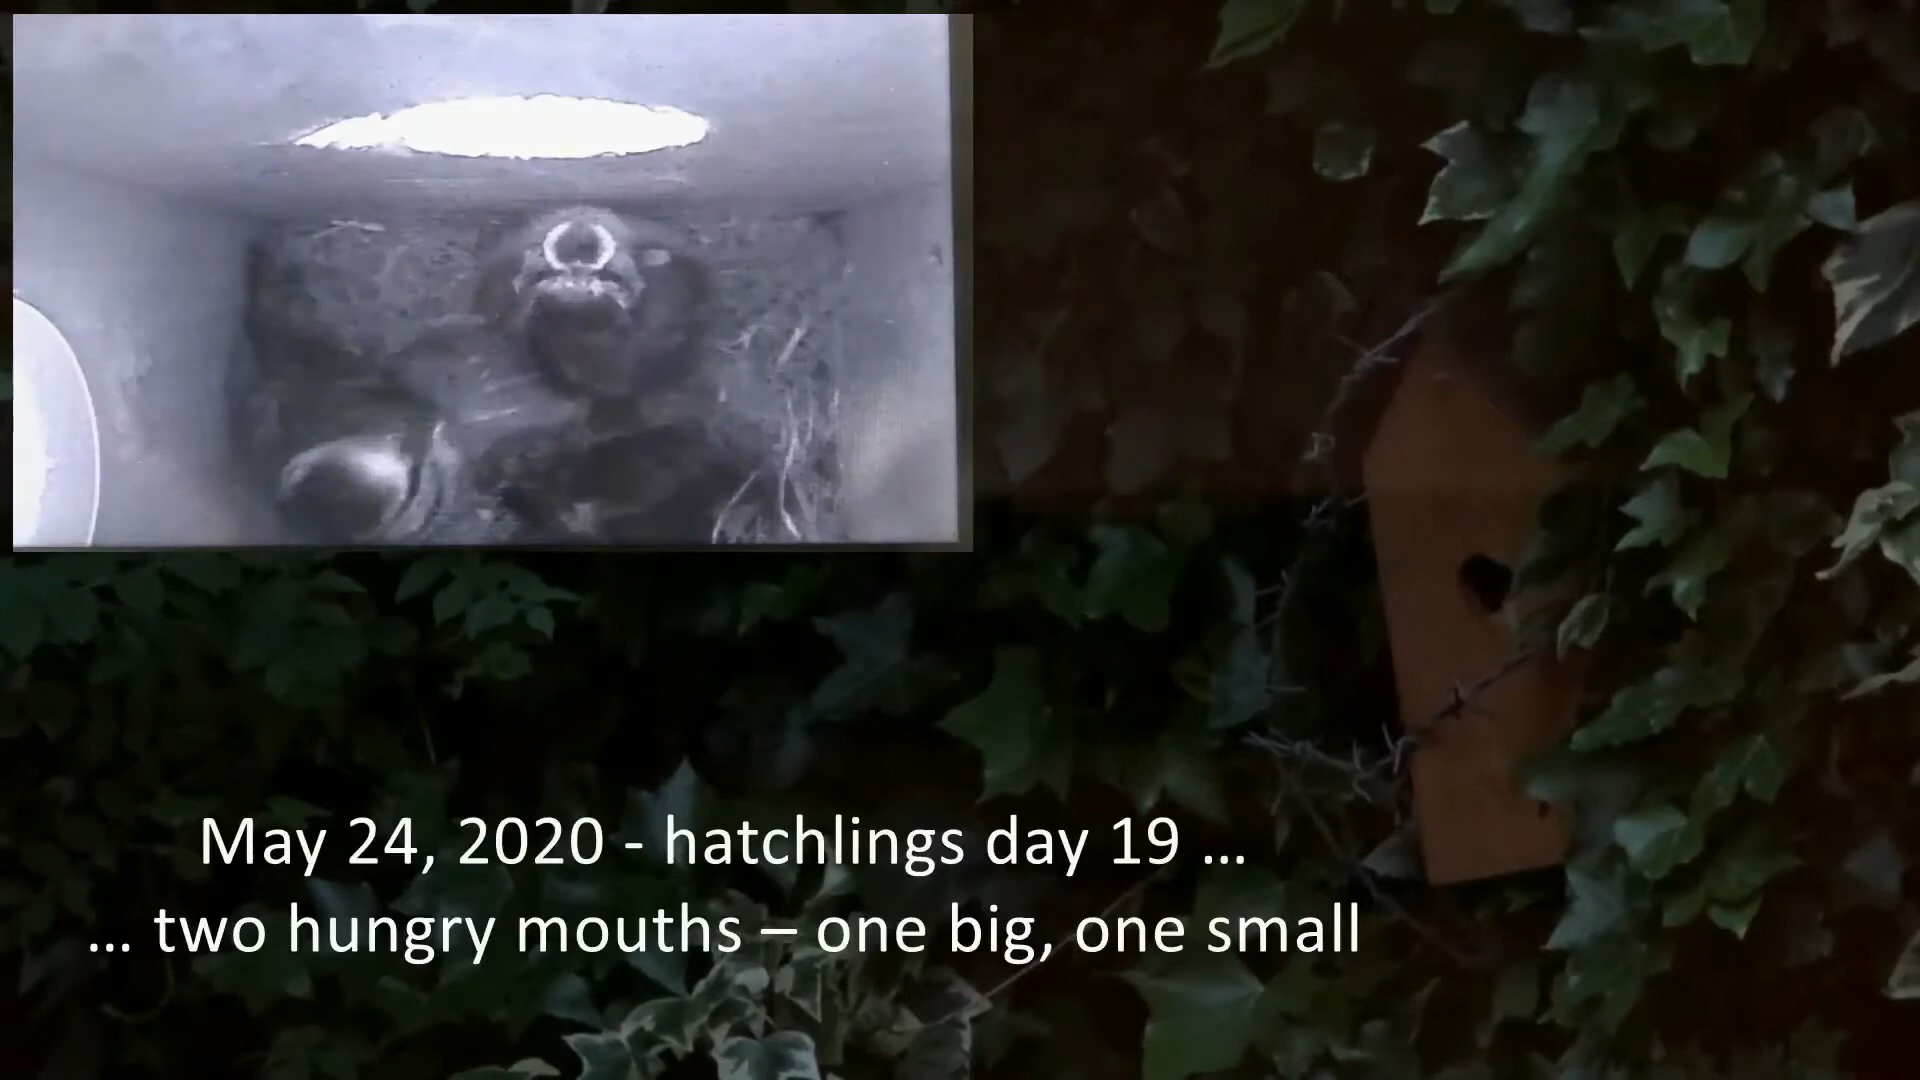 May 24, 2020 - hatchlings day 19 ...
... two hungry mouths – one big, one small